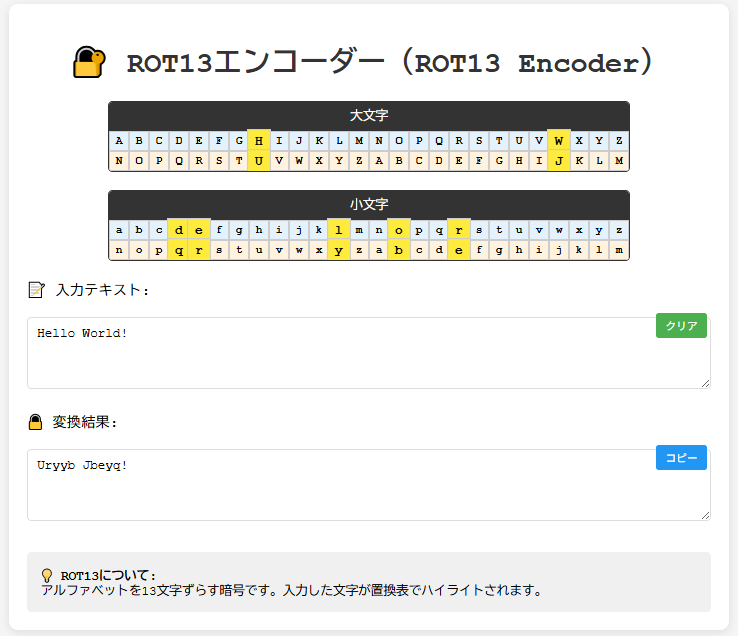 ROT13エンコーダー（ROT13 Encoder）
大文字
A B C D E F G H I J K L M N O P Q R S T U V W X Y Z
N O P Q R S T U V W X Y Z A B C D E F G H I J K L M
小文字
a b c d e f g h i j k l m n o p q r s t u v w x y z
n o p q r s t u v w x y z a b c d e f g h i j k l m
入力テキスト:
クリア
Hello World!
変換結果:
コピー
Uryyb Jbeyq!
ROT13について:
アルファベットを13文字ずらす暗号です。入力した文字が置換表でハイライトされます。